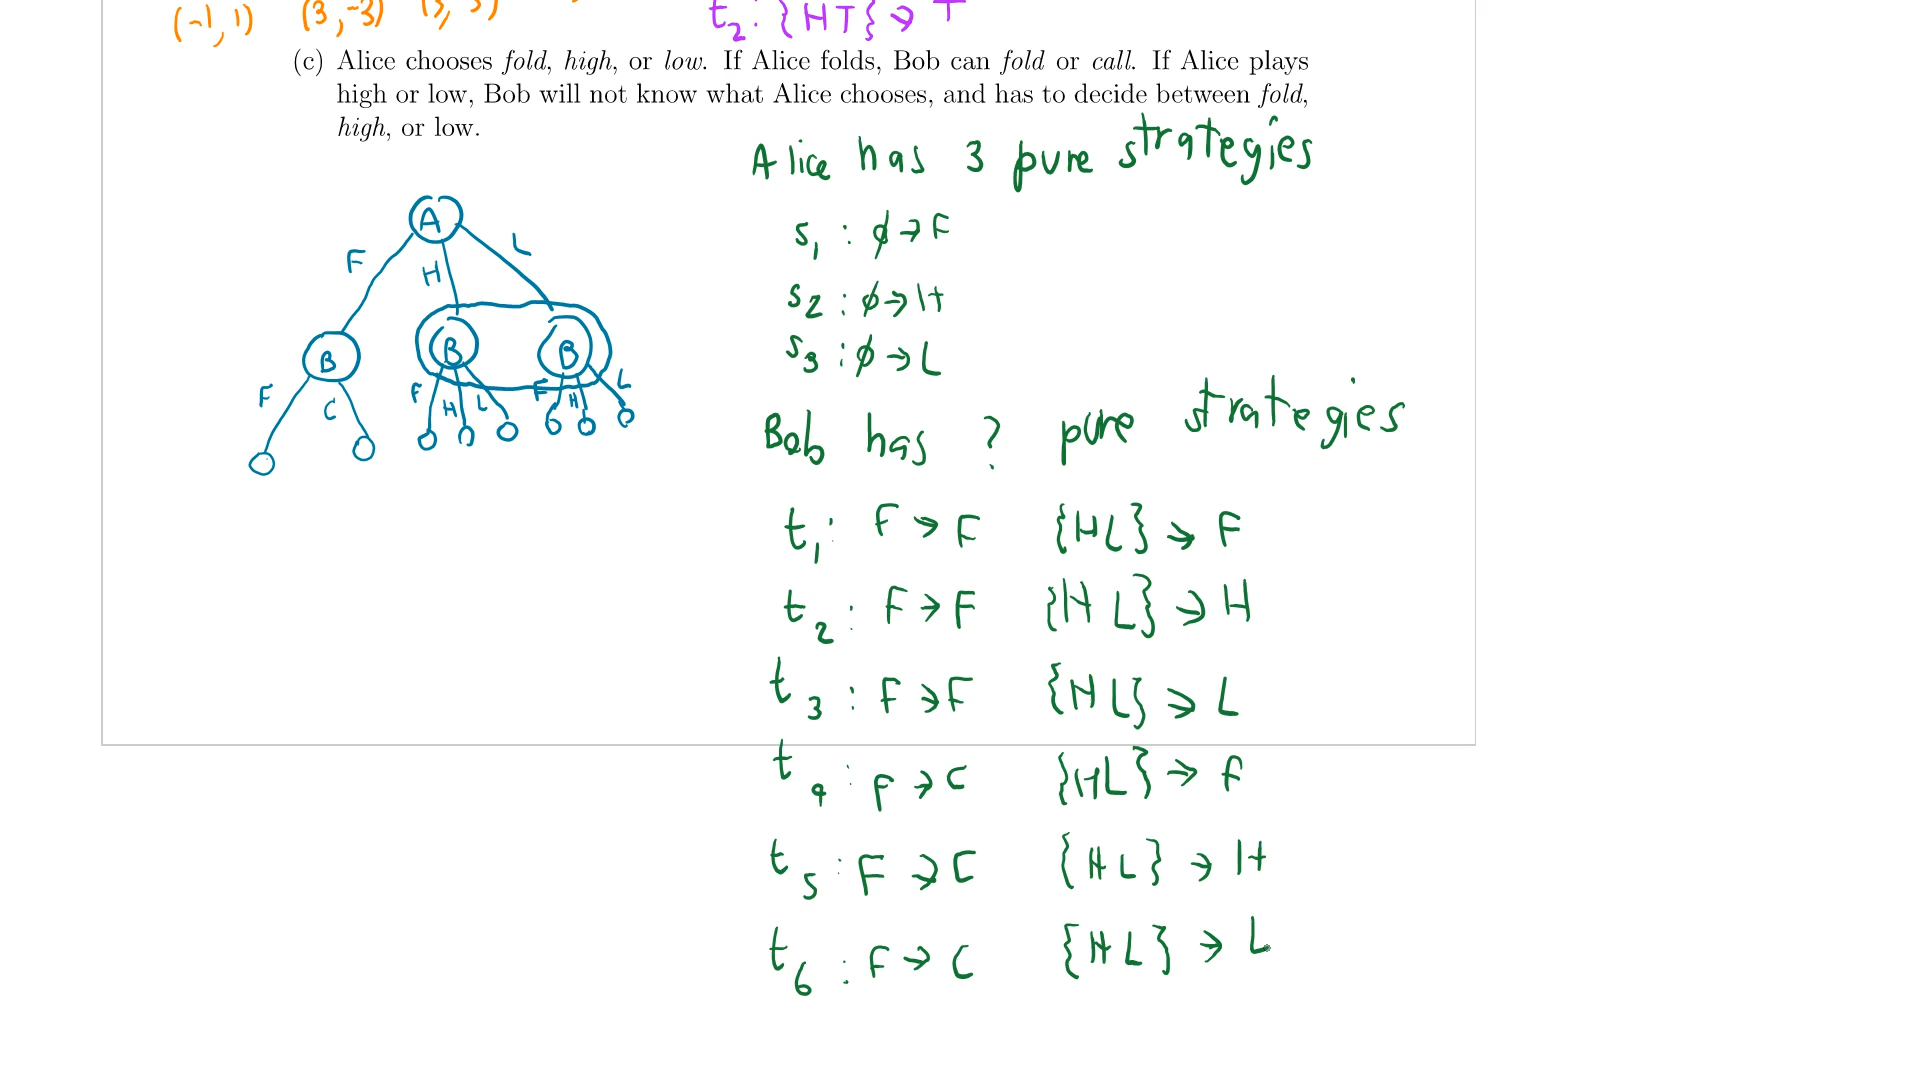 (-1, 1) (3, -3)
t₂: {HT} → T
(c) Alice chooses fold, high, or low. If Alice folds, Bob can fold or call. If Alice plays
high or low, Bob will not know what Alice chooses, and has to decide between fold,
high, or low.
Alice has 3 pure strategies
s₁ : ϕ → F
s₂ : ϕ → H
s₃ : ϕ → L
A
F H L
B B B
F C F H L F H L
Bob has ? pure strategies
t₁: F → F {HL} → F
t₂: F → F {HL} → H
t₃: F → F {HL} → L
t₄: F → C {HL} → F
t₅: F → C {HL} → H
t₆: F → C {HL} → L